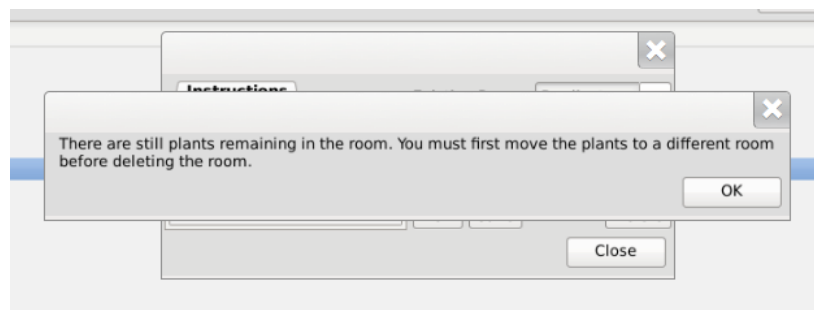 Instructions
There are still plants remaining in the room. You must first move the plants to a different room
before deleting the room.
OK
Close